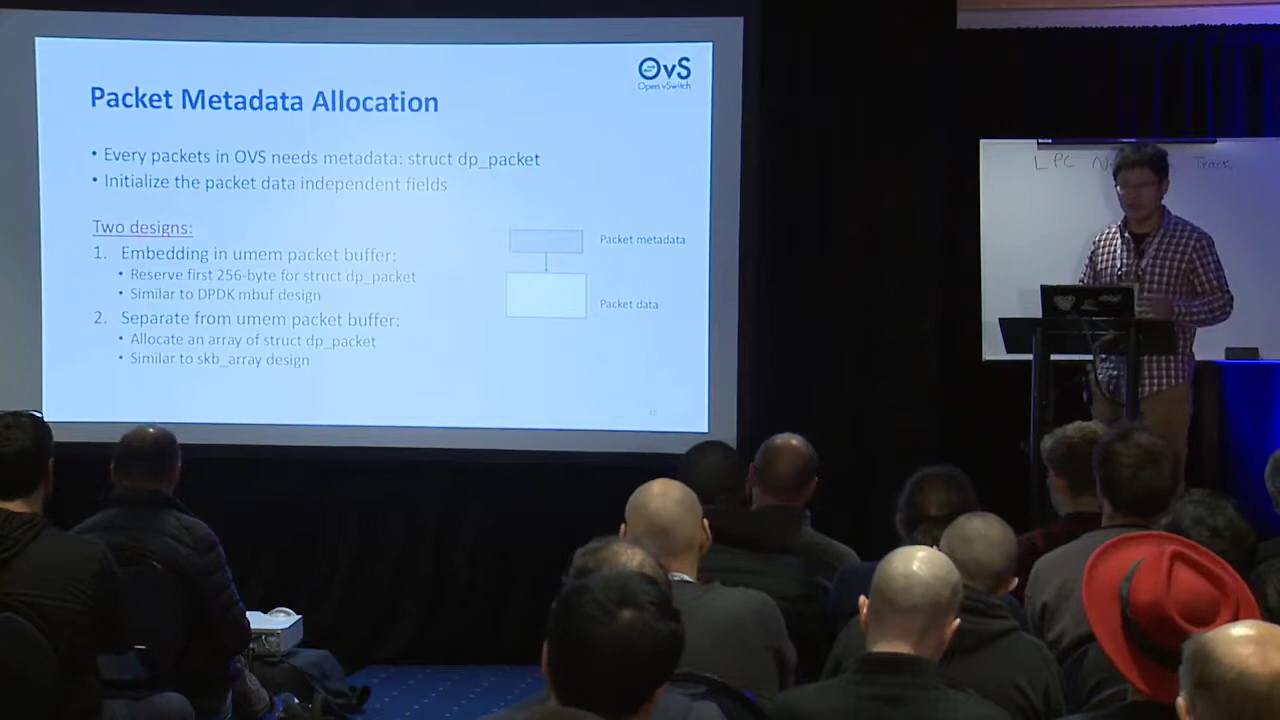 OvS
Open vSwitch
Packet Metadata Allocation
• Every packets in OVS needs metadata: struct dp_packet
• Initialize the packet data independent fields
Two designs:
1. Embedding in umem packet buffer:
• Reserve first 256-byte for struct dp_packet
• Similar to DPDK mbuf design
2. Separate from umem packet buffer:
• Allocate an array of struct dp_packet
• Similar to skb_array design
Packet metadata
Packet data
LPC
Track